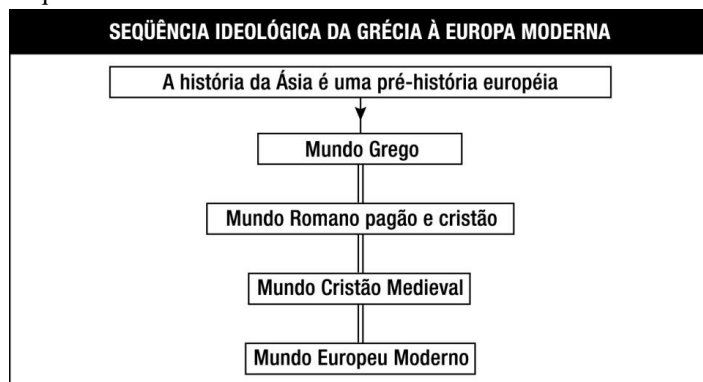 SEQÜÊNCIA IDEOLÓGICA DA GRÉCIA À EUROPA MODERNA
A história da Ásia é uma pré-história européia
Mundo Grego
Mundo Romano pagão e cristão
Mundo Cristão Medieval
Mundo Europeu Moderno